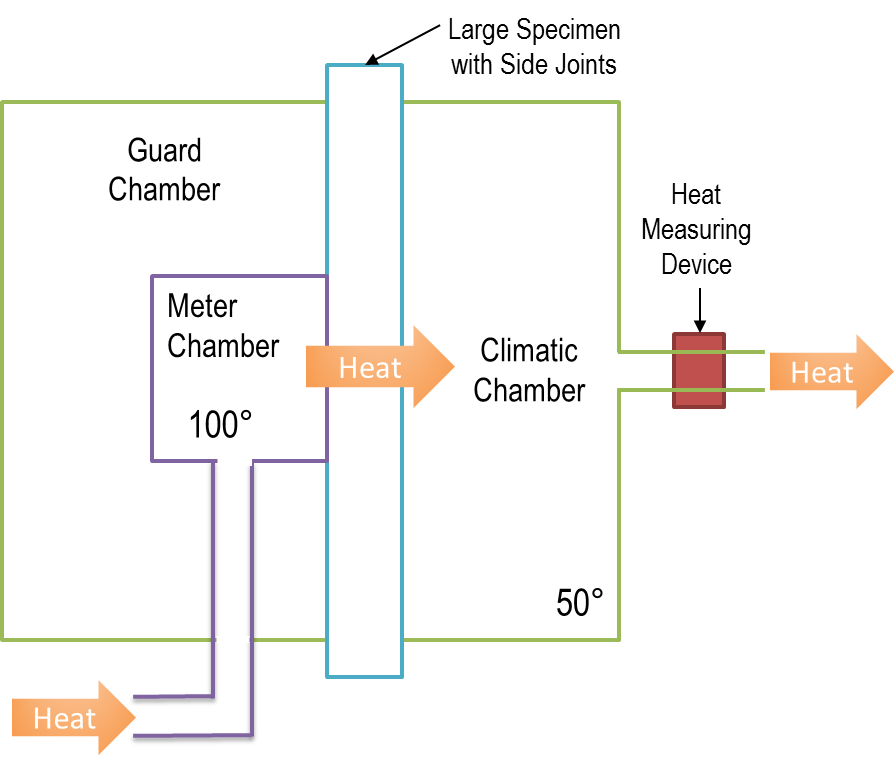 Large Specimen
with Side Joints
Guard
Chamber
Heat
Measuring
Device
Meter
Chamber
Heat
Climatic
Chamber
Heat
100°
50°
Heat